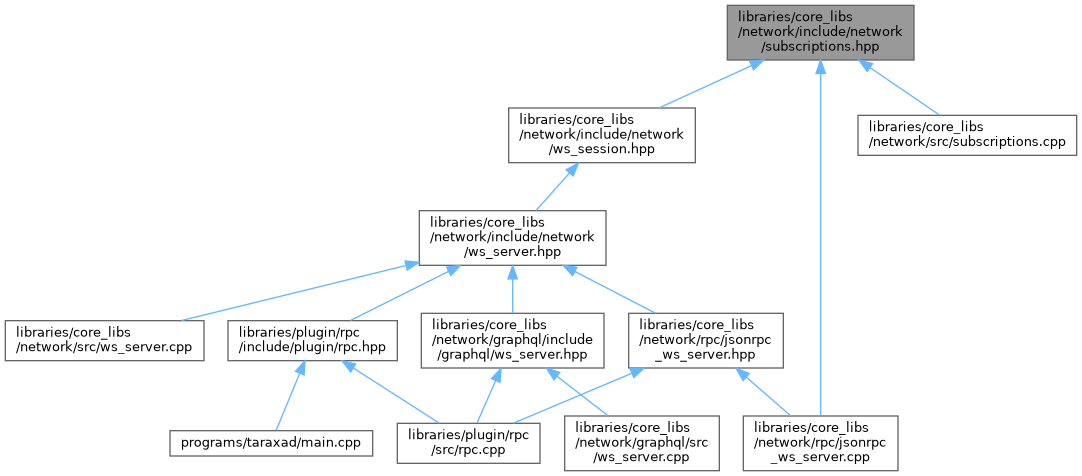 libraries/core_libs
/network/include/network
/subscriptions.hpp
libraries/core_libs
/network/include/network
/ws_session.hpp
libraries/core_libs
/network/src/subscriptions.cpp
libraries/core_libs
/network/include/network
/ws_server.hpp
libraries/core_libs
/network/src/ws_server.cpp
libraries/plugin/rpc
/include/plugin/rpc.hpp
libraries/core_libs
/network/graphql/include
/graphql/ws_server.hpp
libraries/core_libs
/network/rpc/jsonrpc
_ws_server.hpp
programs/taraxad/main.cpp
libraries/plugin/rpc
/src/rpc.cpp
libraries/core_libs
/network/graphql/src
/ws_server.cpp
libraries/core_libs
/network/rpc/jsonrpc
_ws_server.cpp